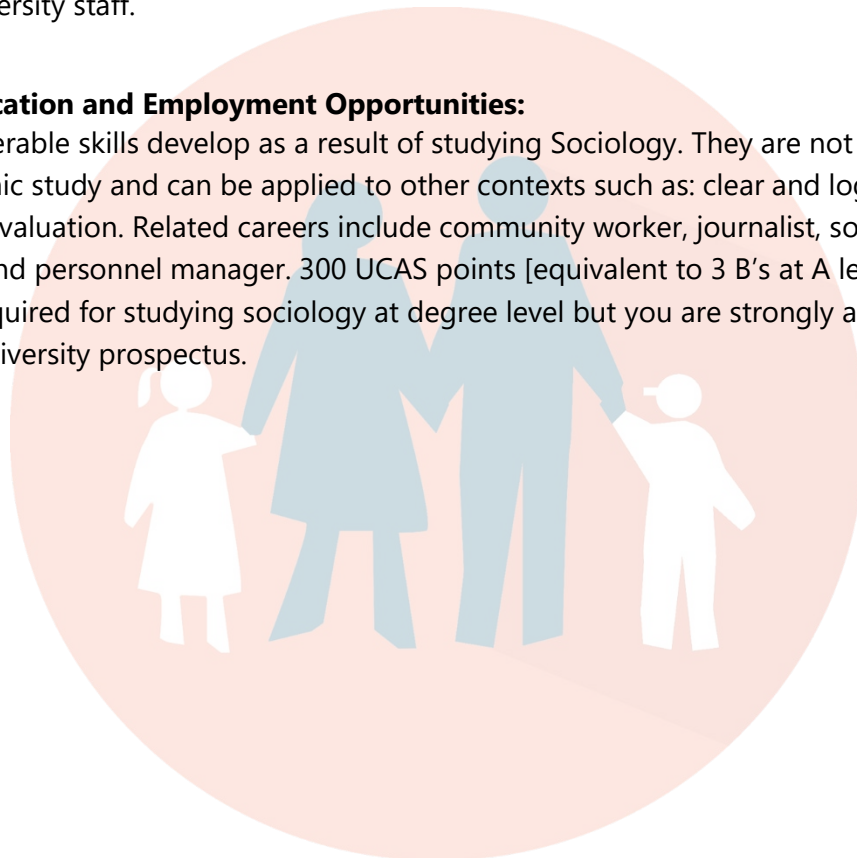 ersity staff.
cation and Employment Opportunities:
erable skills develop as a result of studying Sociology. They are not
nic study and can be applied to other contexts such as: clear and log
valuation. Related careers include community worker, journalist, so
nd personnel manager. 300 UCAS points [equivalent to 3 B’s at A le
quired for studying sociology at degree level but you are strongly a
iversity prospectus.